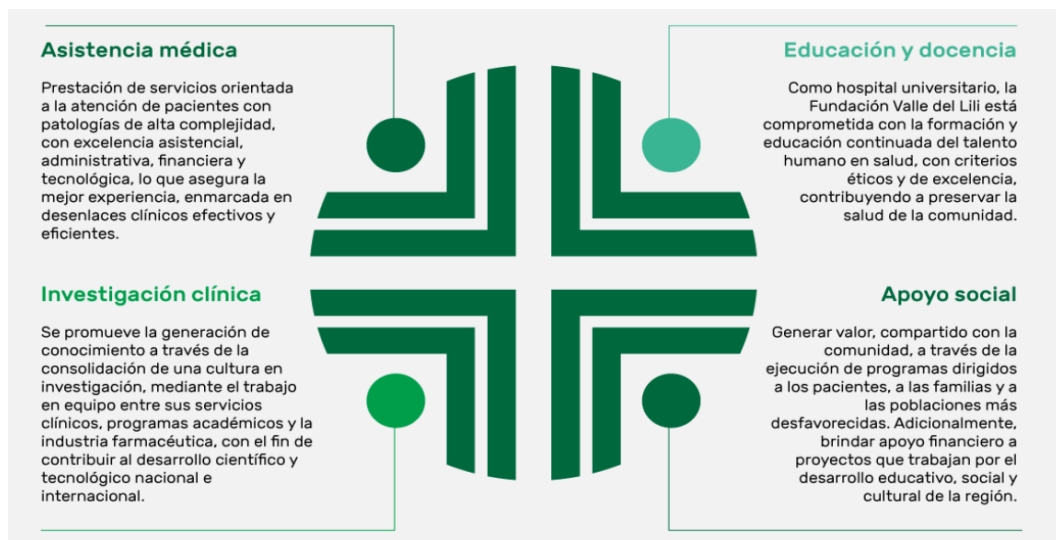 Asistencia médica
Prestación de servicios orientada
a la atención de pacientes con
patologías de alta complejidad,
con excelencia asistencial,
administrativa, financiera y
tecnológica, lo que asegura la
mejor experiencia, enmarcada en
desenlaces clínicos efectivos y
eficientes.
Educación y docencia
Como hospital universitario, la
Fundación Valle del Lili está
comprometida con la formación y
educación continuada del talento
humano en salud, con criterios
éticos y de excelencia,
contribuyendo a preservar la
salud de la comunidad.
Investigación clínica
Se promueve la generación de
conocimiento a través de la
consolidación de una cultura en
investigación, mediante el trabajo
en equipo entre sus servicios
clínicos, programas académicos y la
industria farmacéutica, con el fin de
contribuir al desarrollo científico y
tecnológico nacional e
internacional.
Apoyo social
Generar valor, compartido con la
comunidad, a través de la
ejecución de programas dirigidos
a los pacientes, a las familias y a
las poblaciones más
desfavorecidas. Adicionalmente,
brindar apoyo financiero a
proyectos que trabajan por el
desarrollo educativo, social y
cultural de la región.